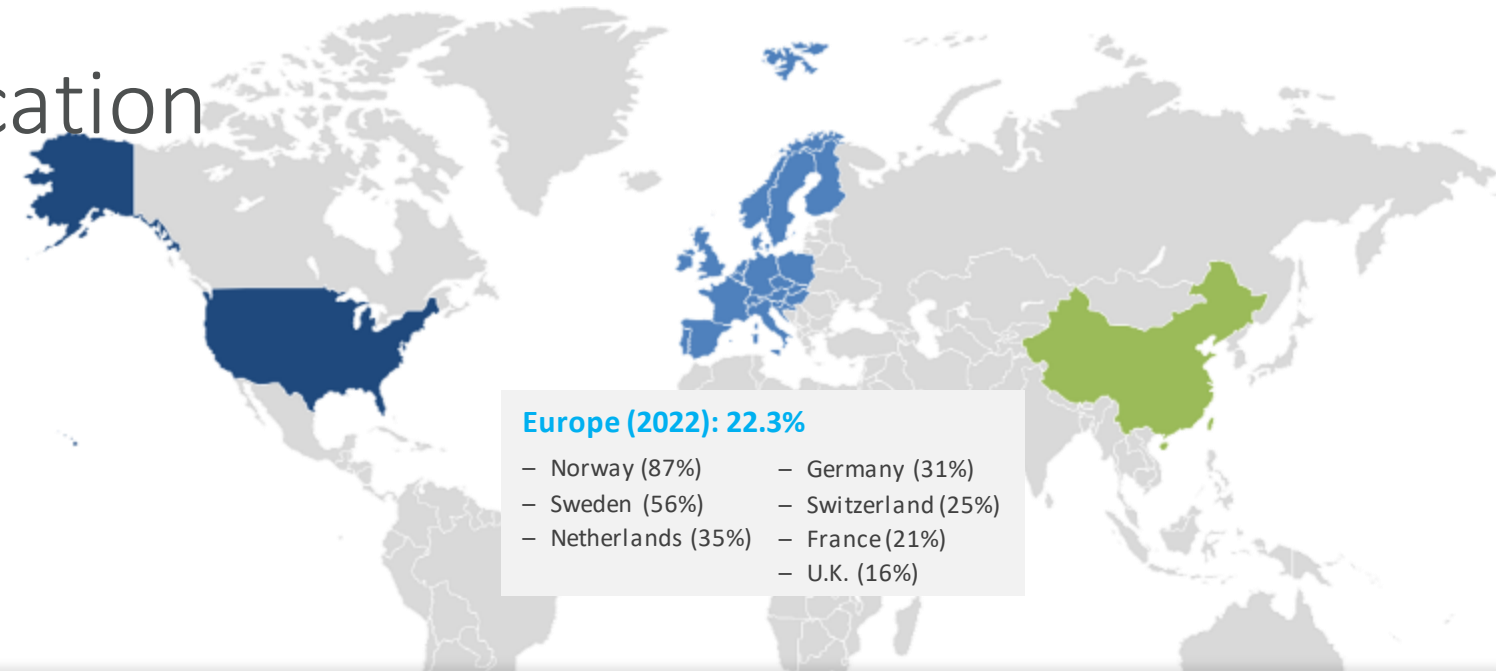 cation
Europe (2022): 22.3%
– Norway (87%)
– Sweden (56%)
– Netherlands (35%)
– Germany (31%)
– Switzerland (25%)
– France (21%)
– U.K. (16%)